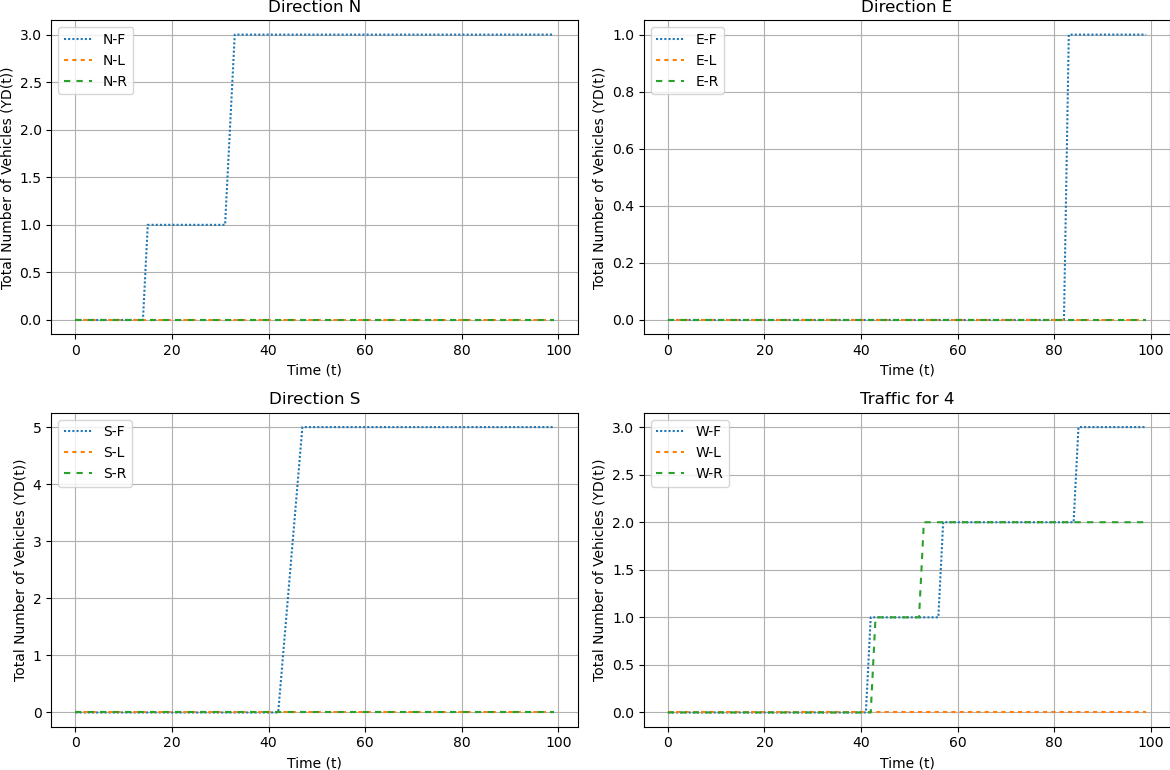 Direction N
Total Number of Vehicles (YD(t))
3.0
2.5
2.0
1.5
1.0
0.5
0.0
N-F
N-L
N-R
0 20 40 60 80 100
Time (t)
Direction E
Total Number of Vehicles (YD(t))
1.0
0.8
0.6
0.4
0.2
0.0
E-F
E-L
E-R
0 20 40 60 80 100
Time (t)
Direction S
Total Number of Vehicles (YD(t))
5
4
3
2
1
0
S-F
S-L
S-R
0 20 40 60 80 100
Time (t)
Traffic for 4
Total Number of Vehicles (YD(t))
3.0
2.5
2.0
1.5
1.0
0.5
0.0
W-F
W-L
W-R
0 20 40 60 80 100
Time (t)